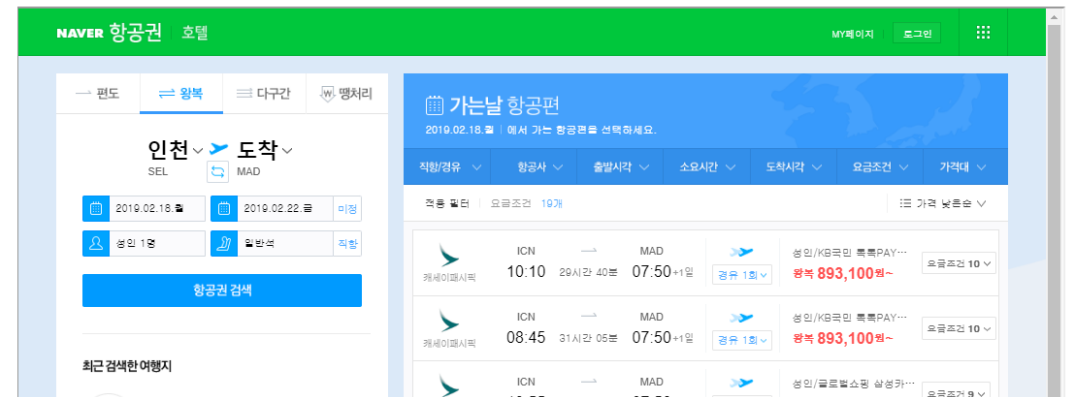 NAVER 항공권 호텔
MY페이지 로그인
편도 왕복 다구간 땡처리
인천 도착
SEL MAD
2019.02.18.월 2019.02.22.금 미정
성인 1명 일반석 직항
항공권 검색
최근 검색한 여행지
가는날 항공편
2019.02.18.월 에서 가는 항공편을 선택하세요.
직항/경유 항공사 출발시각 소요시간 도착시각 요금조건 가격대
적용 필터 요금조건 19개 가격 낮은순
ICN MAD 성인/KB국민 톡톡PAY…
캐세이패시픽 10:10 29시간 40분 07:50+1일 경유 1회 왕복 893,100원~ 요금조건 10
ICN MAD 성인/KB국민 톡톡PAY…
캐세이패시픽 08:45 31시간 05분 07:50+1일 경유 1회 왕복 893,100원~ 요금조건 10
ICN MAD 성인/글로벌쇼핑 삼성카…
요금조건 9